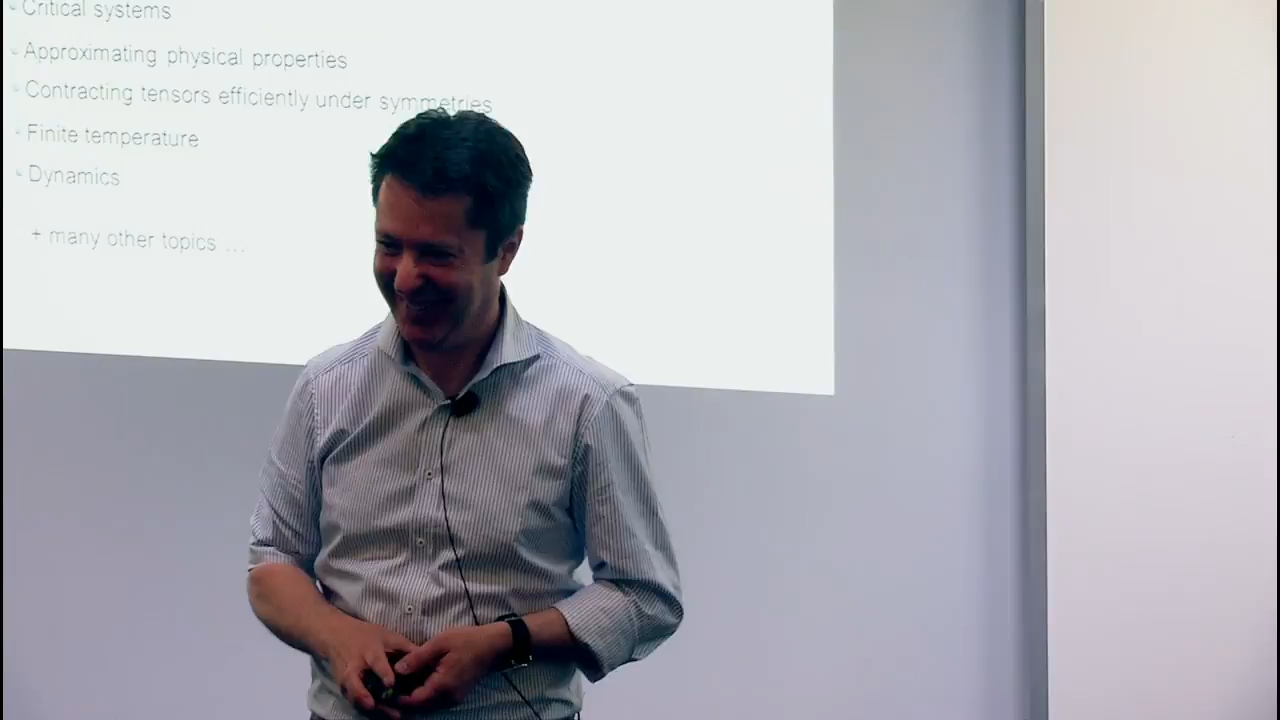 Critical systems
Approximating physical properties
Contracting tensors efficiently under symmetries
Finite temperature
Dynamics
+ many other topics ...